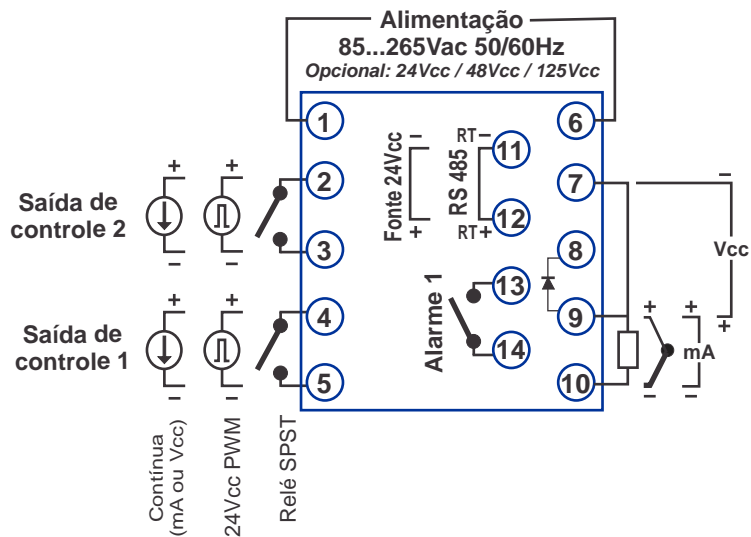 Alimentação
85...265Vac 50/60Hz
Opcional: 24Vcc / 48Vcc / 125Vcc
1
6
Fonte 24Vcc
−
+
RS 485
RT−
11
RT+
12
2
7
Saída de
controle 2
+
−
+
−
3
8
−
Vcc
+
Alarme 1
13
14
4
9
Saída de
controle 1
+
−
+
−
5
10
+
−
+
mA
−
Contínua
(mA ou Vcc)
24Vcc PWM
Relé SPST